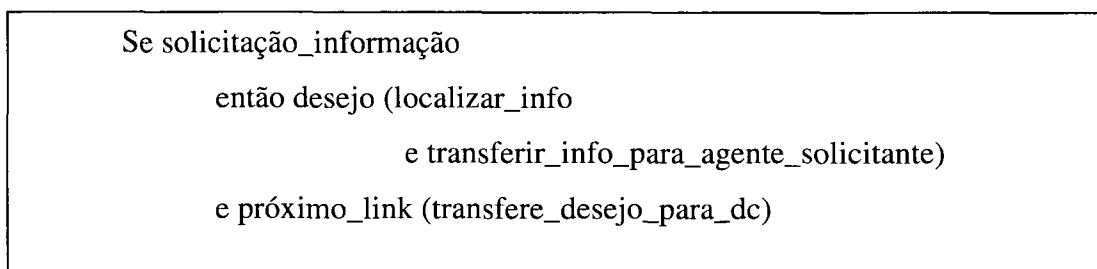 Se solicitação_informação
então desejo (localizar_info
e transferir_info_para_agente_solicitante)
e próximo_link (transfere_desejo_para_dc)